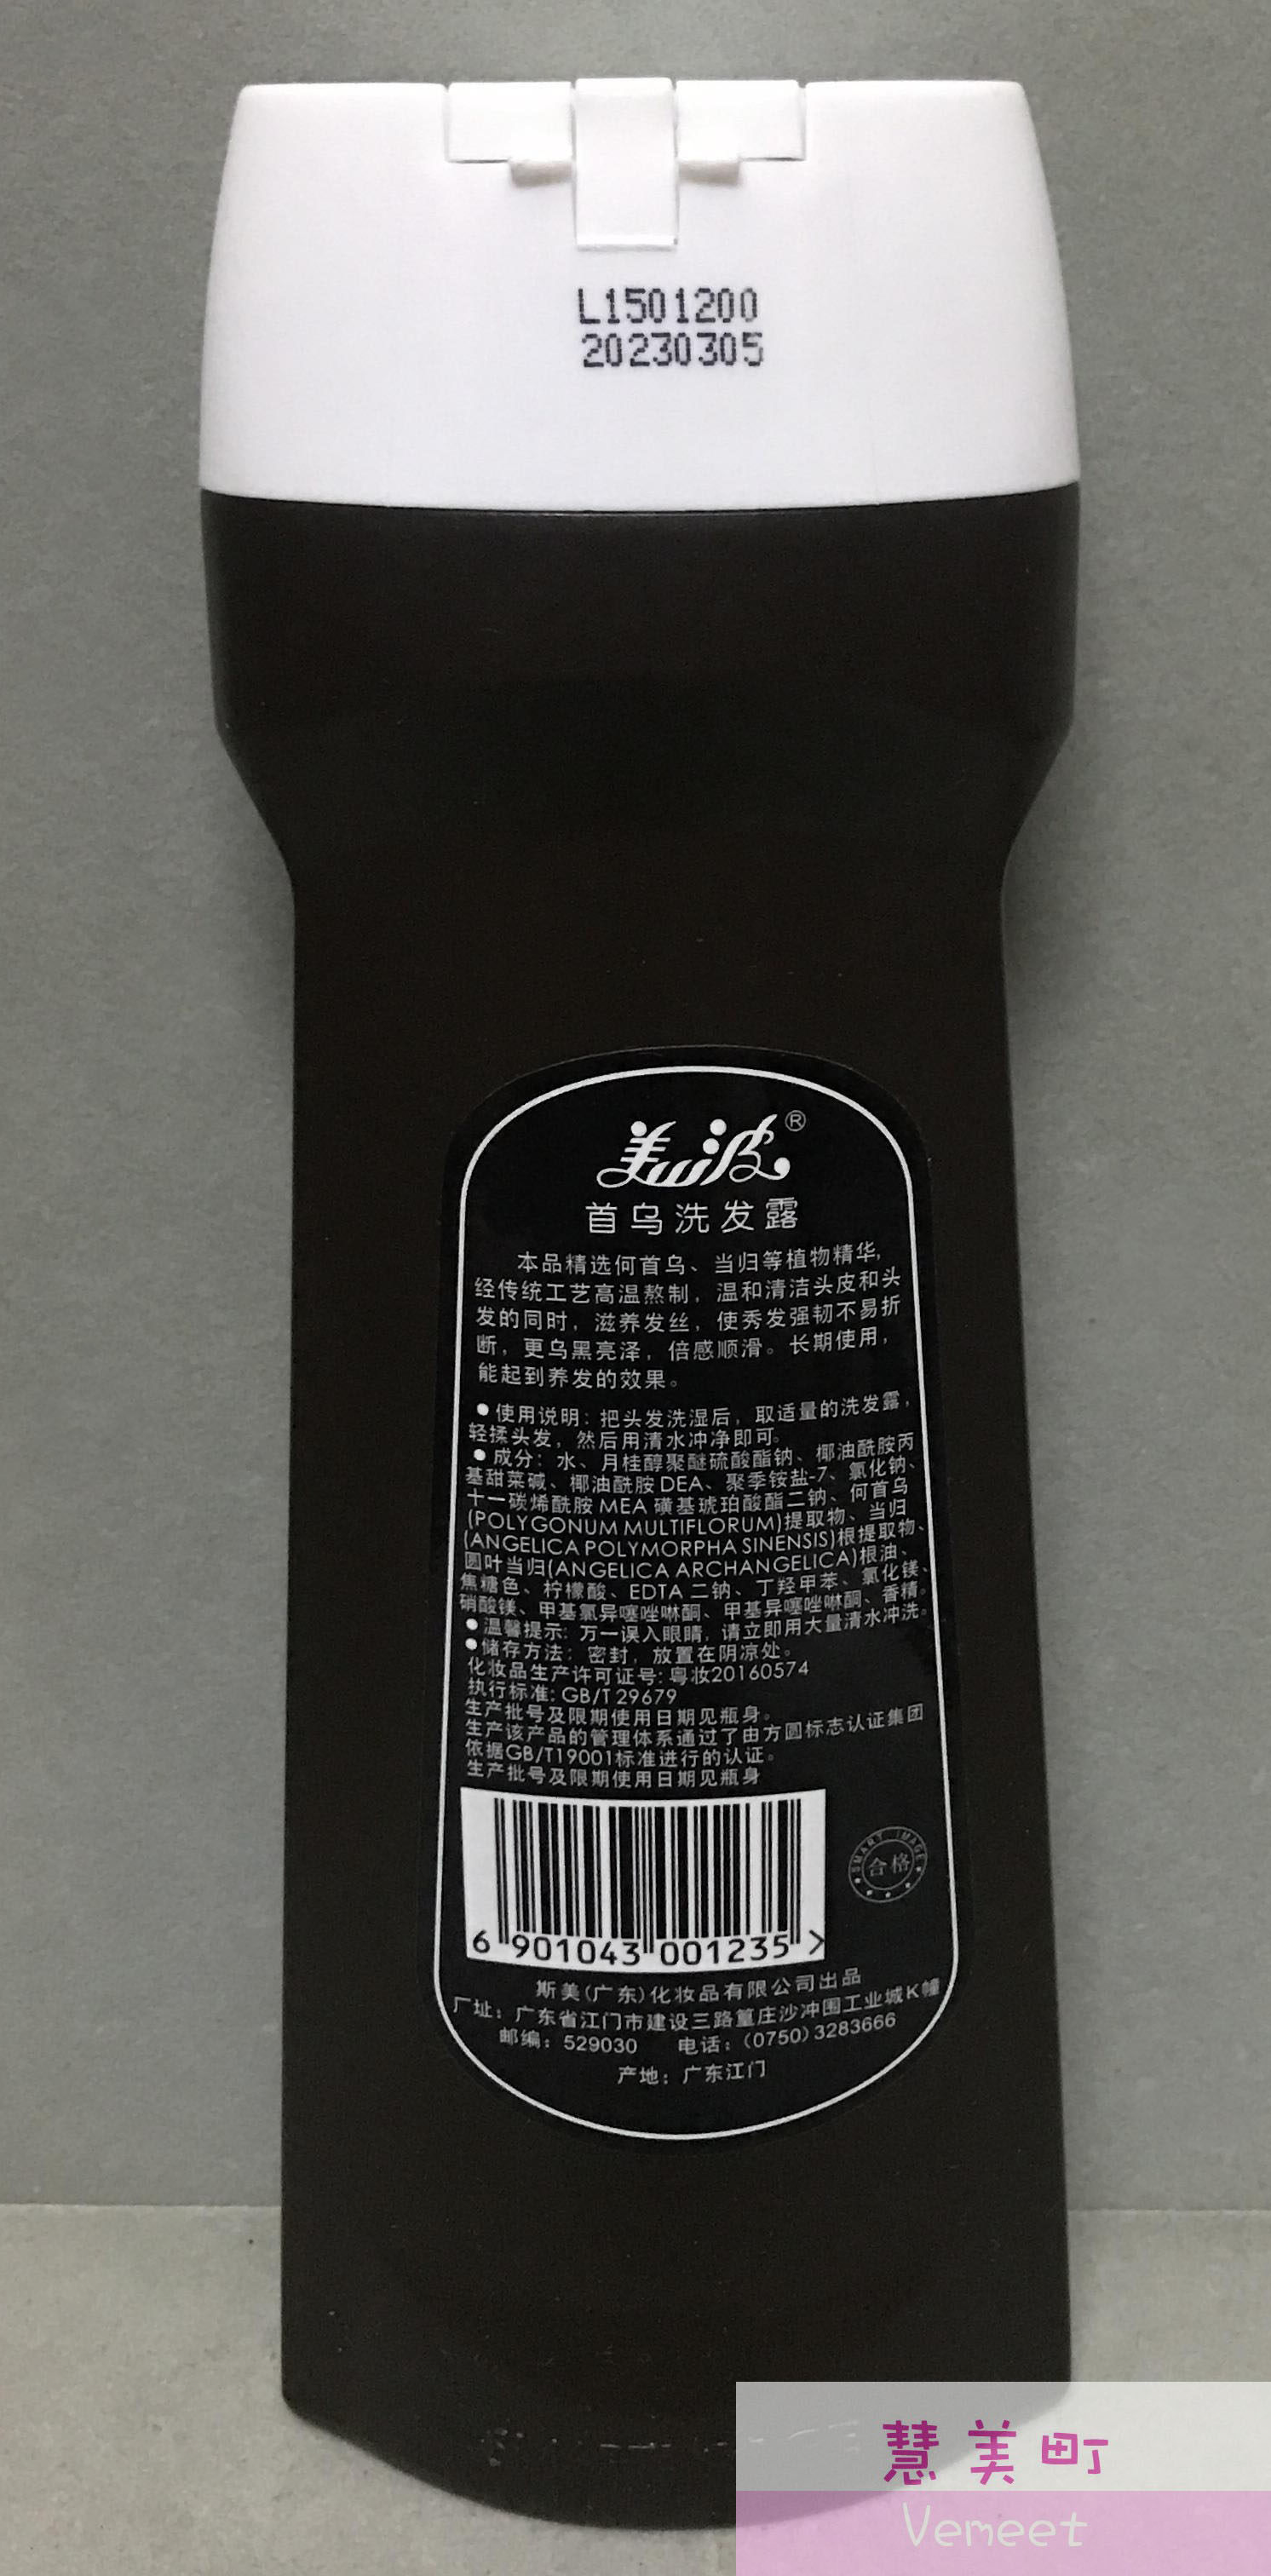 L1501200
20230305
美波®
首乌洗发露
本品精选何首乌、当归等植物精华,
经传统工艺高温熬制，温和清洁头皮和头
发的同时，滋养发丝，使秀发强韧不易折
断，更乌黑亮泽，倍感顺滑。长期使用，
能起到养发的效果。
●使用说明：把头发洗湿后，取适量的洗发露，
轻揉头发，然后用清水冲净即可。
●成分：水、月桂醇聚醚硫酸酯钠、椰油酰胺丙
基甜菜碱、椰油酰胺DEA、聚季铵盐-7、氯化钠、
十一碳烯酰胺 MEA 磺基琥珀酸酯二钠、何首乌
(POLYGONUM MULTIFLORUM)提取物、当归
(ANGELICA POLYMORPHA SINENSIS)根提取物、
圆叶当归(ANGELICA ARCHANGELICA)根油、
焦糖色、柠檬酸、EDTA 二钠、丁羟甲苯、氯化镁、
硝酸镁、甲基氯异噻唑啉酮、甲基异噻唑啉酮、香精。
●温馨提示：万一误入眼睛，请立即用大量清水冲洗。
●储存方法：密封，放置在阴凉处。
化妆品生产许可证号: 粤妆20160574
执行标准: GB/T 29679
生产批号及限期使用日期见瓶身。
生产该产品的管理体系通过了由方圆标志认证集团
依据GB/T19001标准进行的认证。
生产批号及限期使用日期见瓶身
SMART IMAGE
合格
6 901043 001235 >
斯美(广东)化妆品有限公司出品
厂址：广东省江门市建设三路篁庄沙冲围工业城K幢
邮编：529030 电话：(0750)3283666
产地：广东江门
慧美町
Vemeet